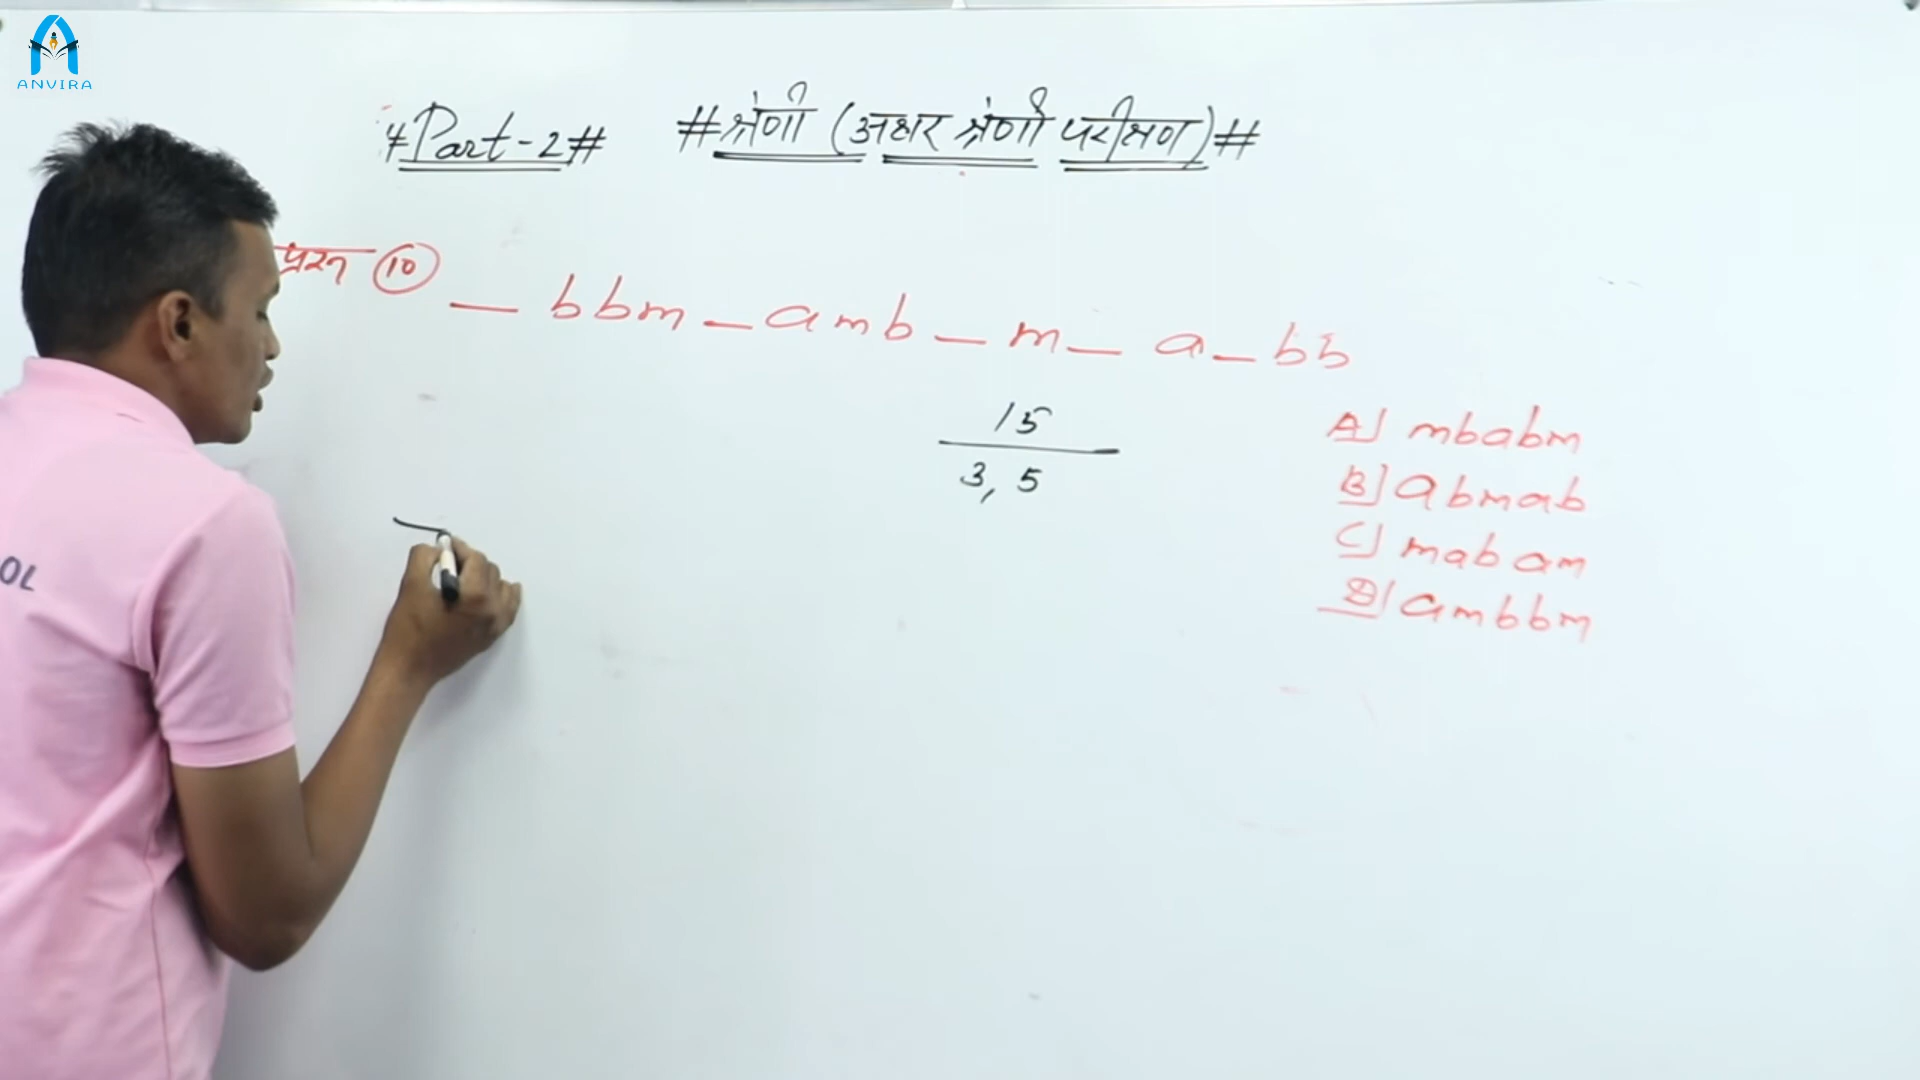 ANVIRA
#Part-2# #श्रेणी (अक्षर श्रेणी परीक्षण)#
प्रश्न 10 _ bbm _ amb _ m _ a _ bb
15
3, 5
A] mbabm
B] abmab
C] mabam
D] ambbm
OL